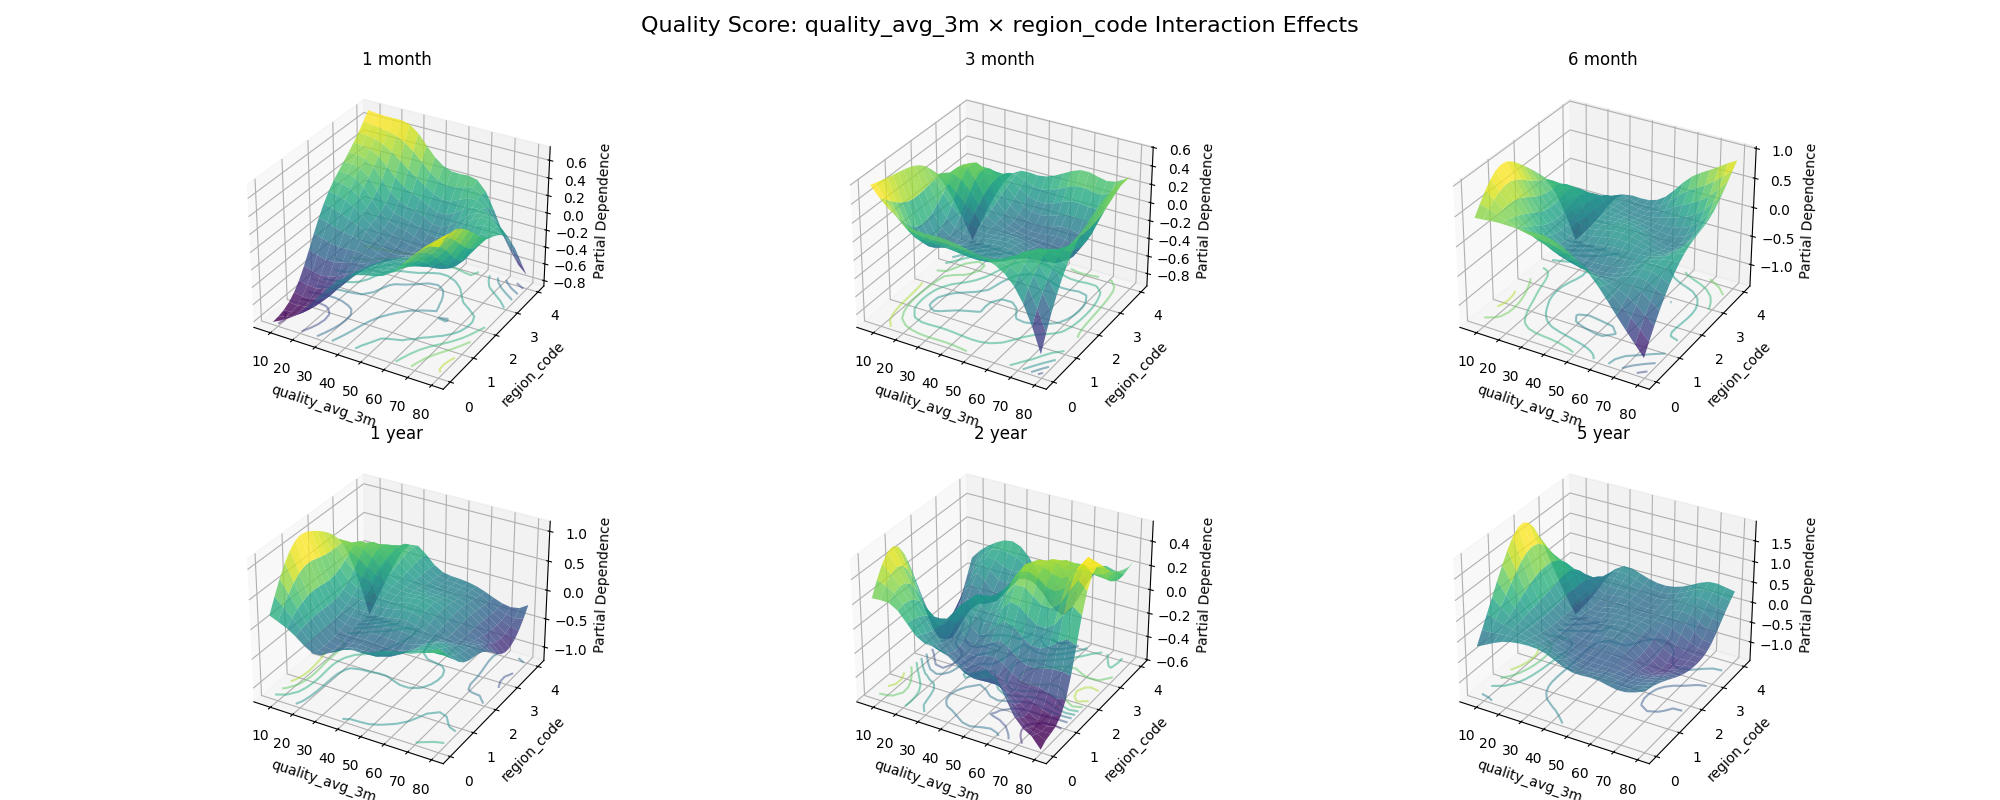 Quality Score: quality_avg_3m × region_code Interaction Effects
1 month
0.6
0.4
0.2
0.0
−0.2
−0.4
−0.6
−0.8
Partial Dependence
10 20 30 40 50 60 70 80
quality_avg_3m
0 1 2 3 4
region_code
3 month
0.6
0.4
0.2
0.0
−0.2
−0.4
−0.6
−0.8
Partial Dependence
10 20 30 40 50 60 70 80
quality_avg_3m
0 1 2 3 4
region_code
6 month
1.0
0.5
0.0
−0.5
−1.0
Partial Dependence
10 20 30 40 50 60 70 80
quality_avg_3m
0 1 2 3 4
region_code
1 year
1.0
0.5
0.0
−0.5
−1.0
Partial Dependence
10 20 30 40 50 60 70 80
quality_avg_3m
0 1 2 3 4
region_code
2 year
0.4
0.2
0.0
−0.2
−0.4
−0.6
Partial Dependence
10 20 30 40 50 60 70 80
quality_avg_3m
0 1 2 3 4
region_code
5 year
1.5
1.0
0.5
0.0
−0.5
−1.0
Partial Dependence
10 20 30 40 50 60 70 80
quality_avg_3m
0 1 2 3 4
region_code